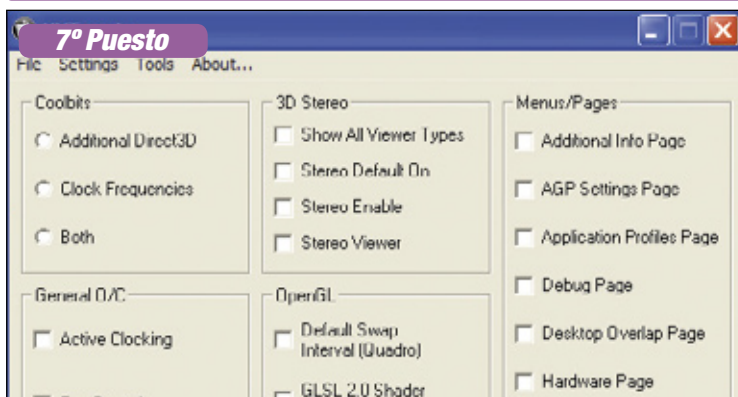 7º Puesto
File Settings Tools About...
Coolbits
Additional Direct3D
Clock Frequencies
Both
General O/C
Active Clocking
3D Stereo
Show All Viewer Types
Stereo Default On
Stereo Enable
Stereo Viewer
OpenGL
Default Swap
Interval (Quadro)
GLSL 2.0 Shader
Menus/Pages
Additional Info Page
AGP Settings Page
Application Profiles Page
Debug Page
Desktop Overlap Page
Hardware Page